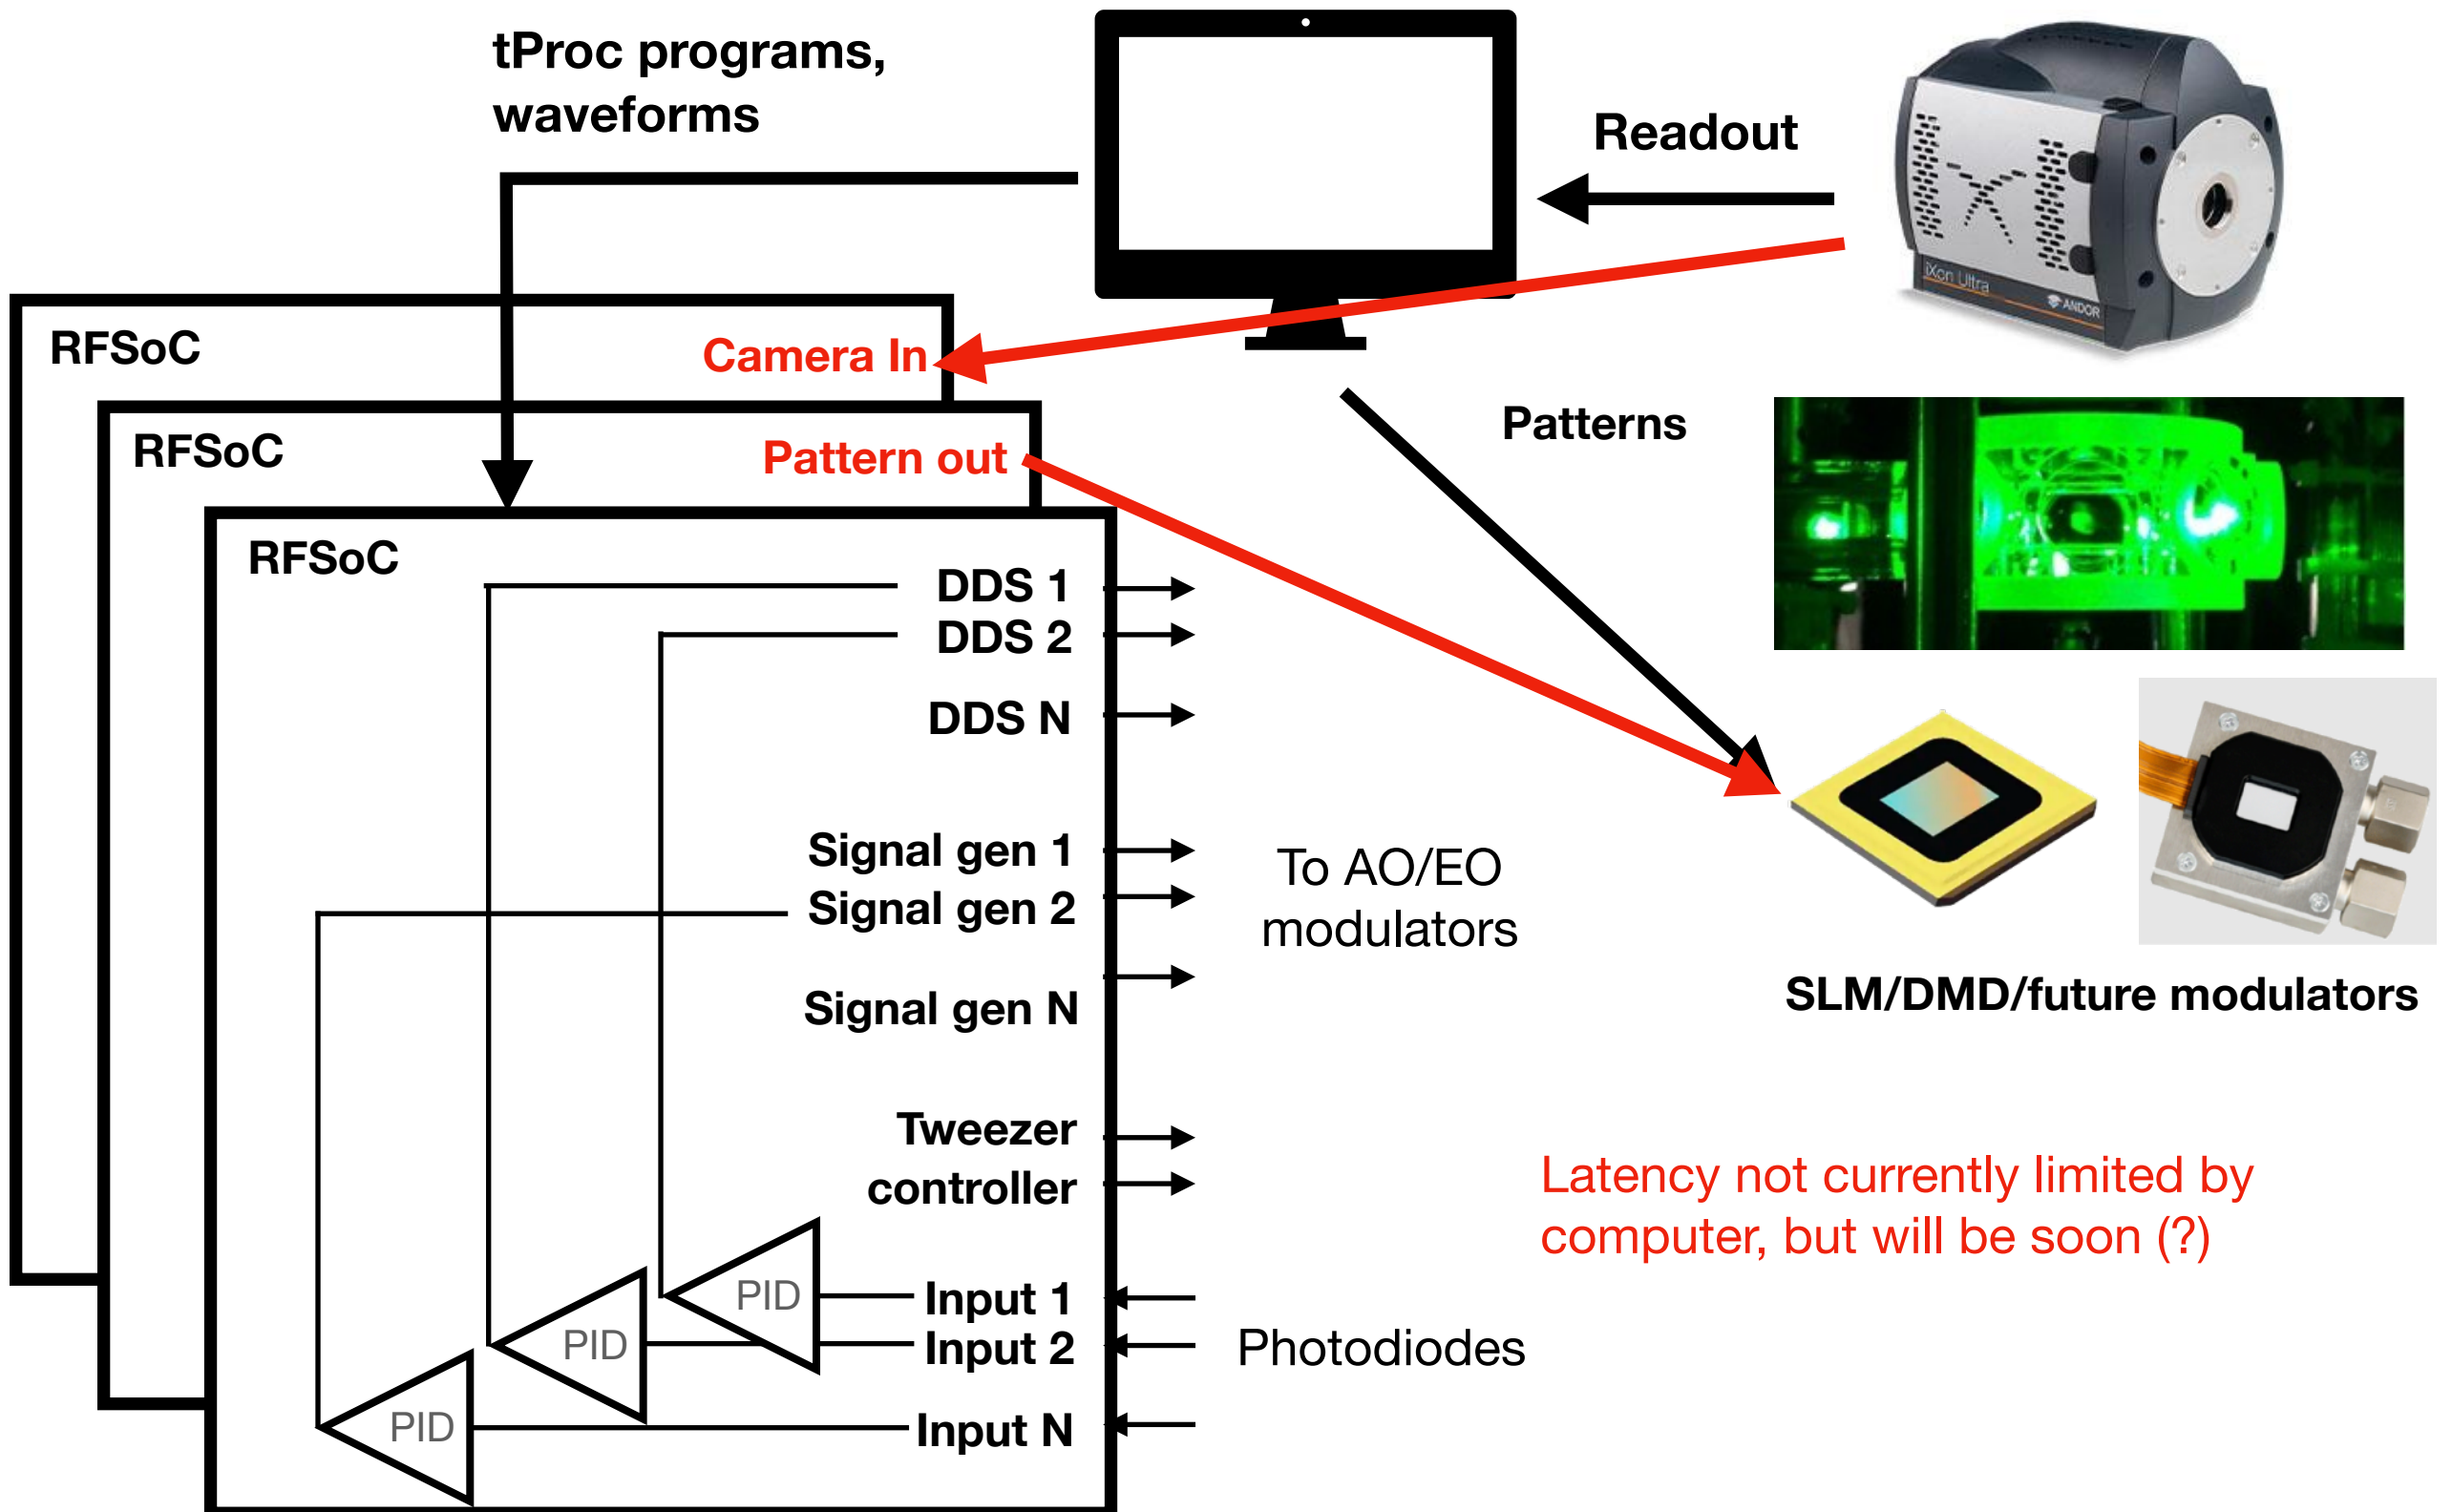 tProc programs,
waveforms
Readout
iXon Ultra
ANDOR
RFSoC
Camera In
RFSoC
Pattern out
Patterns
RFSoC
DDS 1
DDS 2
DDS N
Signal gen 1
Signal gen 2
Signal gen N
To AO/EO
modulators
SLM/DMD/future modulators
Tweezer
controller
Latency not currently limited by
computer, but will be soon (?)
PID
Input 1
PID
Input 2
Photodiodes
PID
Input N